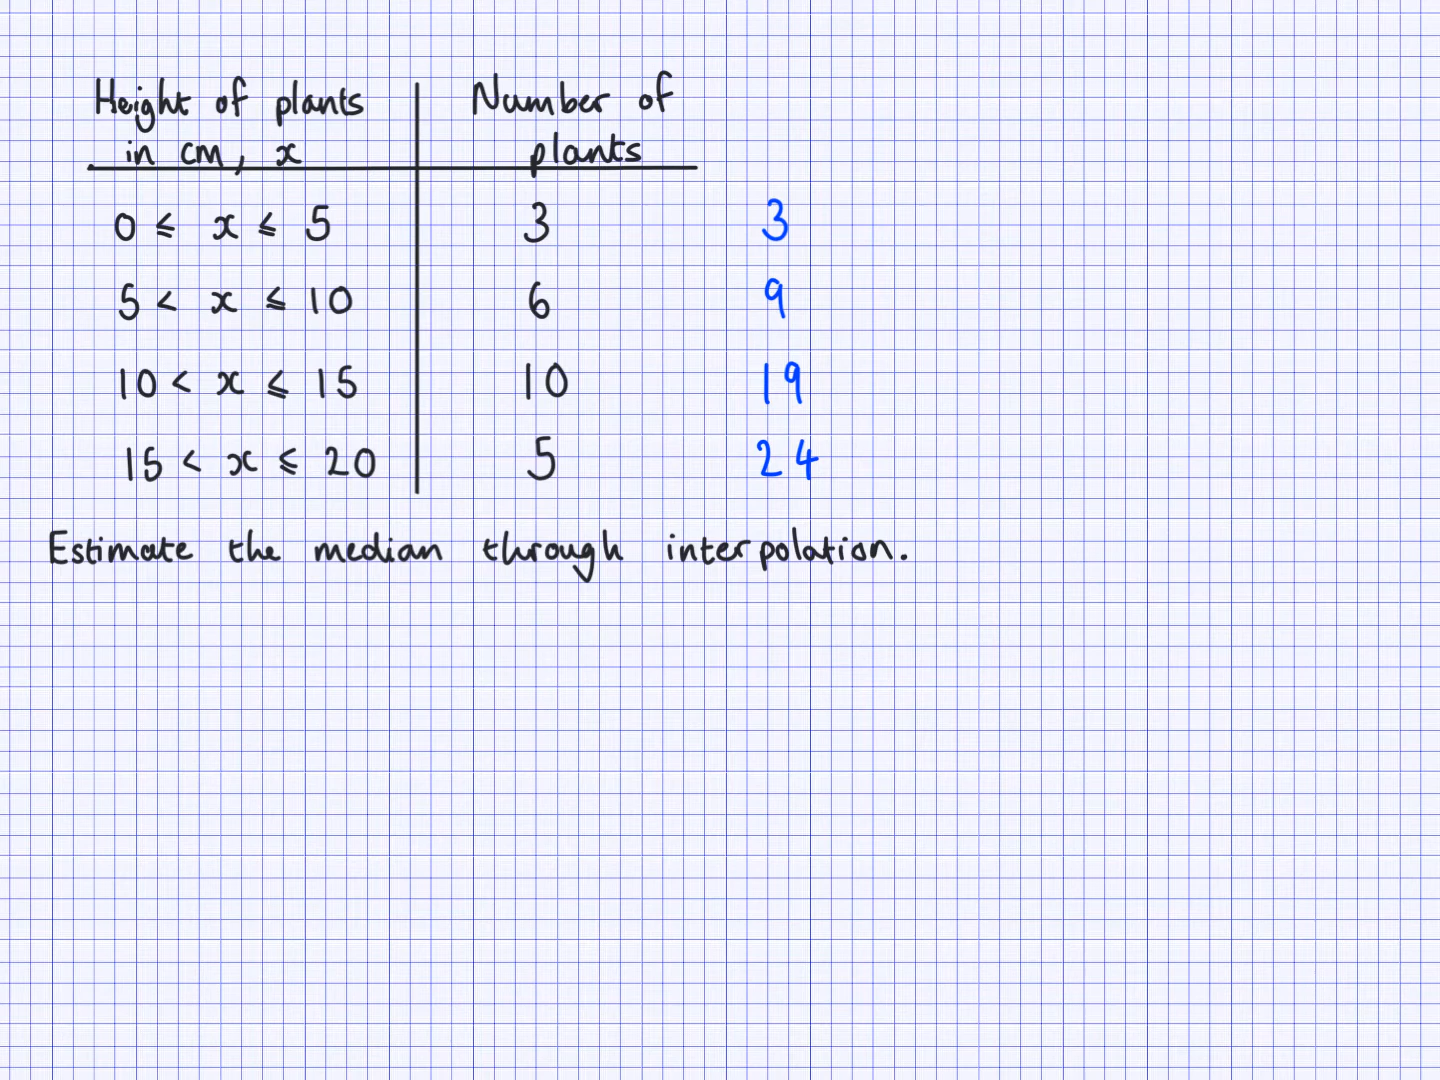 Height of plants in cm, x | Number of plants
0 ⩽ x ⩽ 5 | 3 | 3
5 < x ⩽ 10 | 6 | 9
10 < x ⩽ 15 | 10 | 19
15 < x ⩽ 20 | 5 | 24
Estimate the median through interpolation.